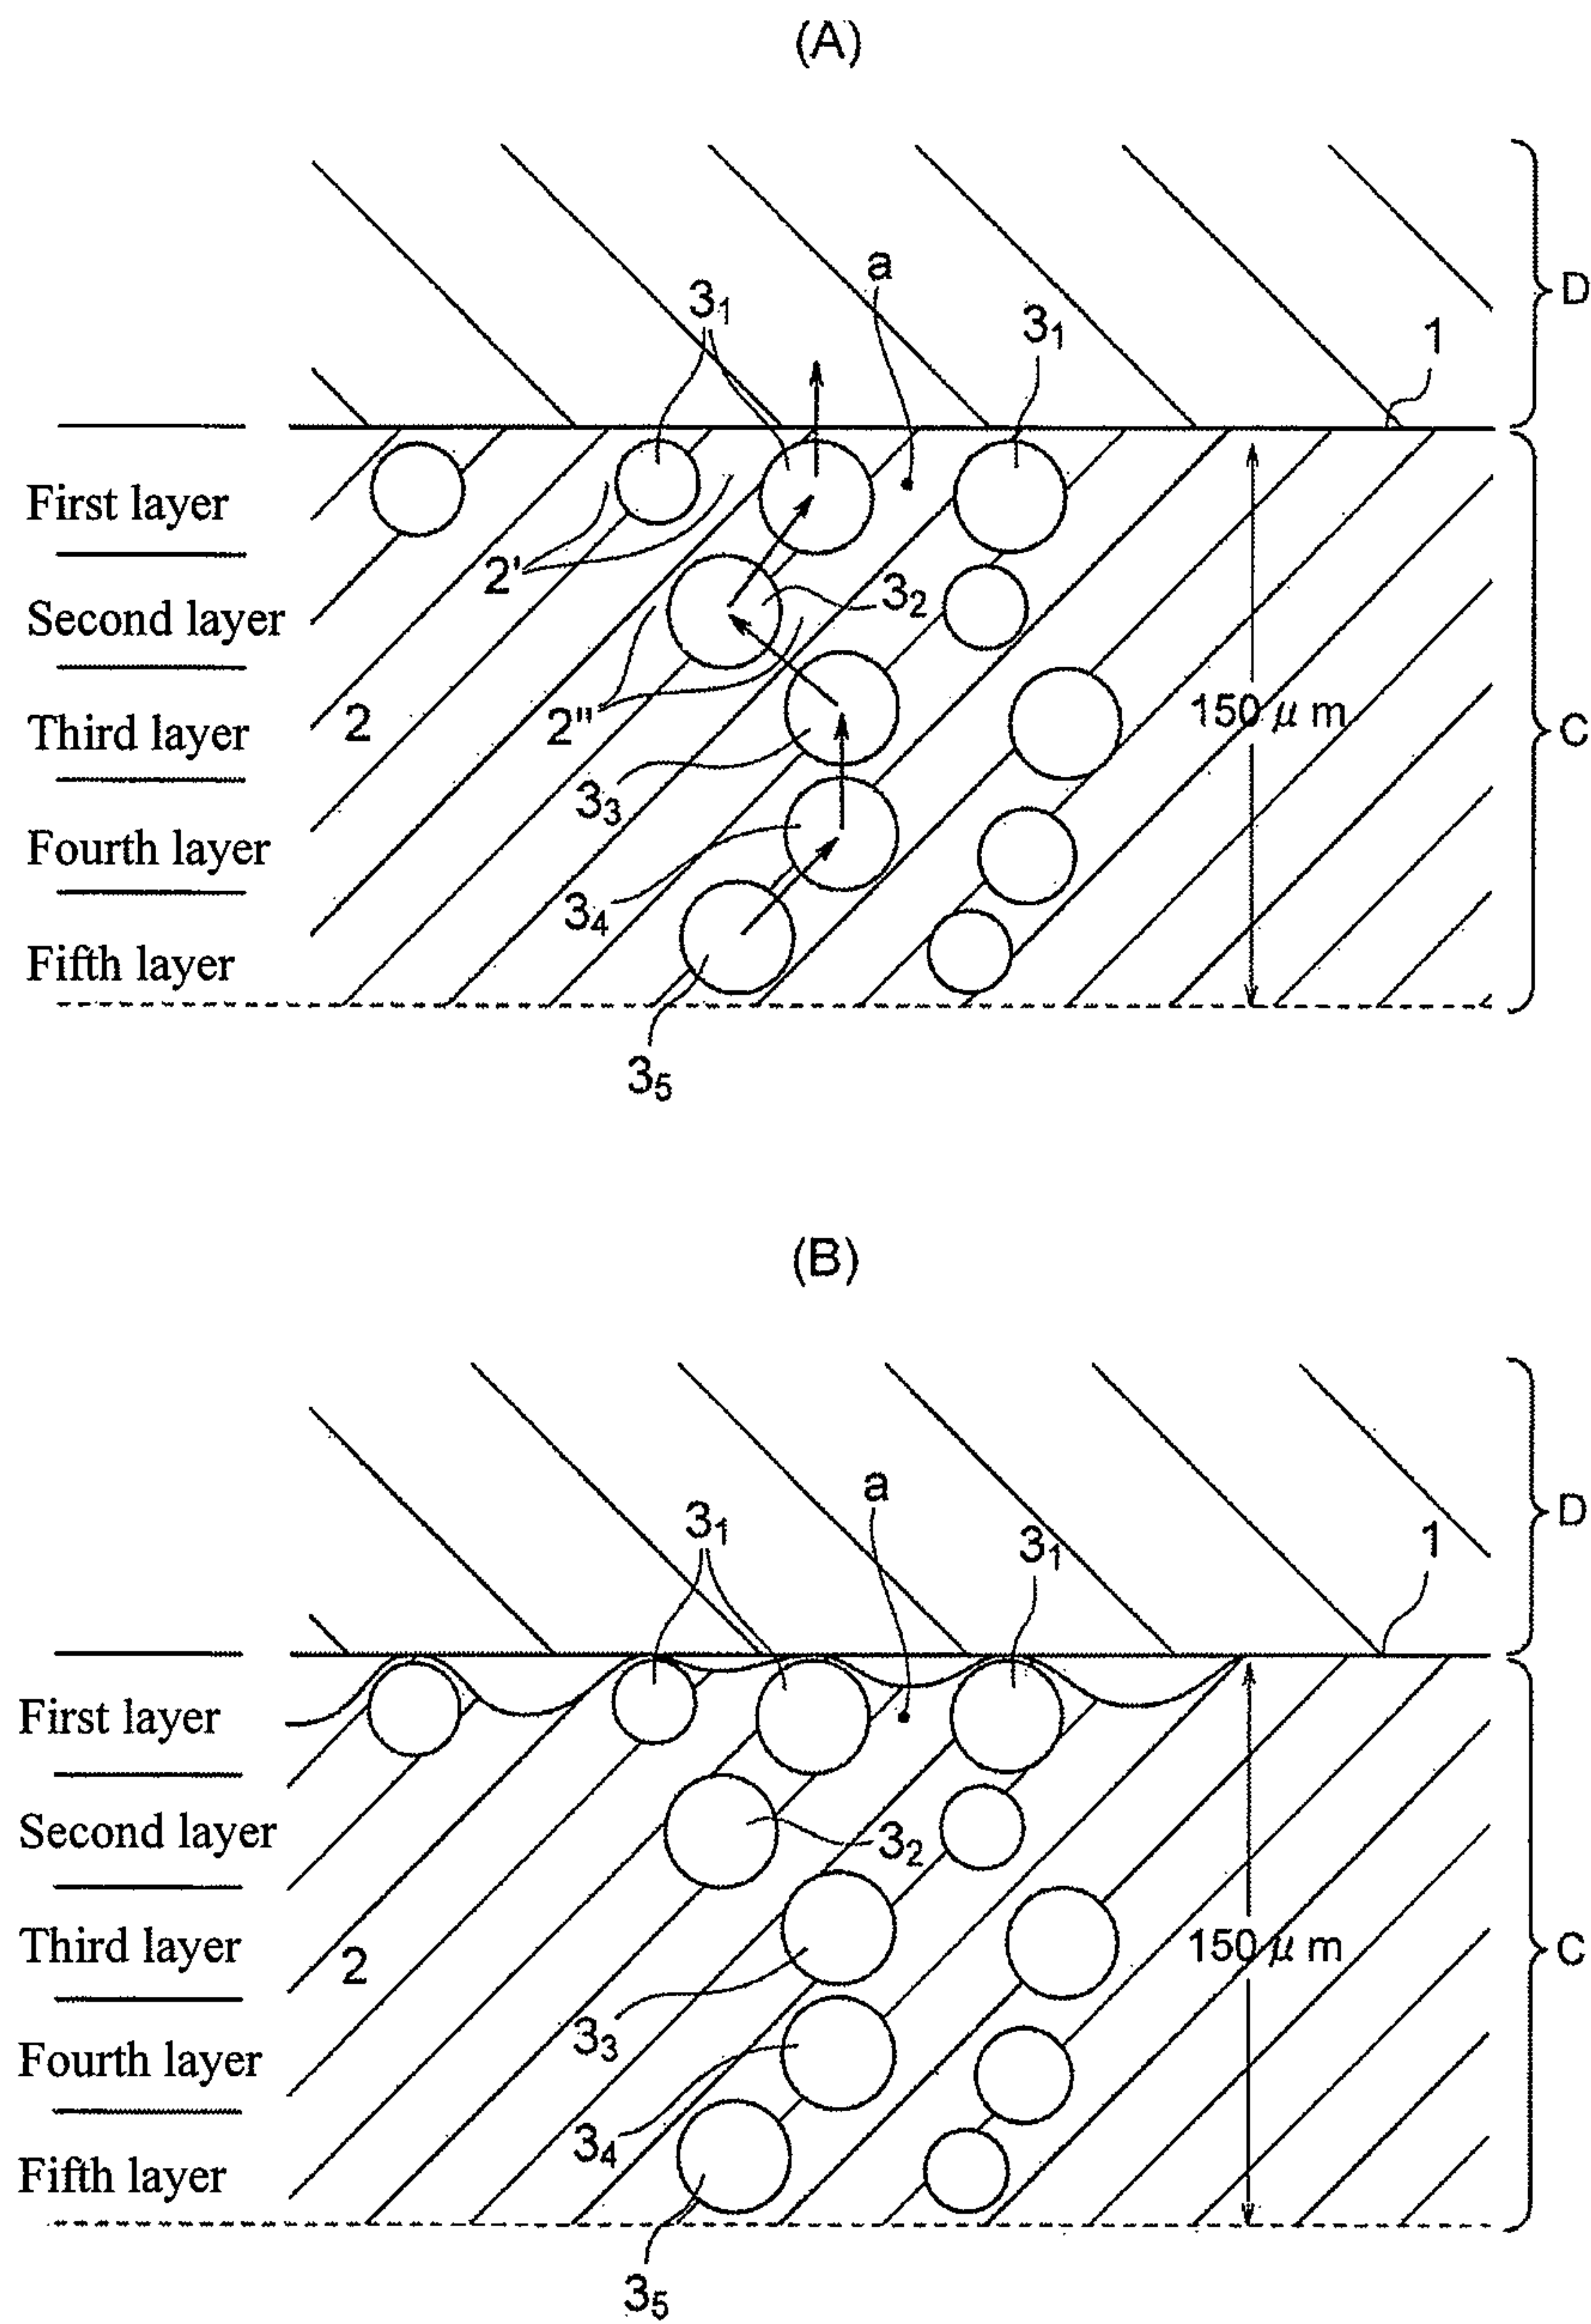 (A)
D
a
3₁
3₁
1
First layer
2'
Second layer
3₂
Third layer
2
2"
150μm
C
3₃
Fourth layer
3₄
Fifth layer
3₅
(B)
D
a
3₁
3₁
1
First layer
Second layer
3₂
Third layer
2
150μm
C
3₃
Fourth layer
3₄
Fifth layer
3₅